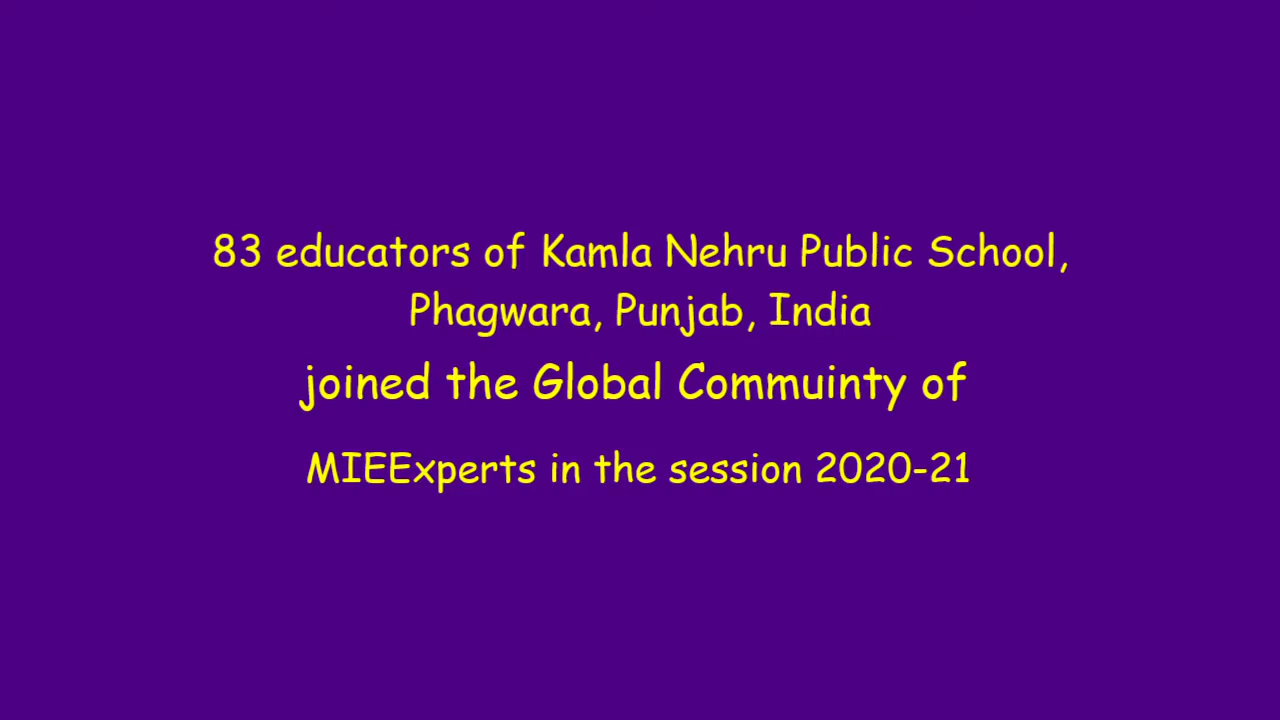 83 educators of Kamla Nehru Public School,
Phagwara, Punjab, India
joined the Global Commuinty of
MIEExperts in the session 2020-21